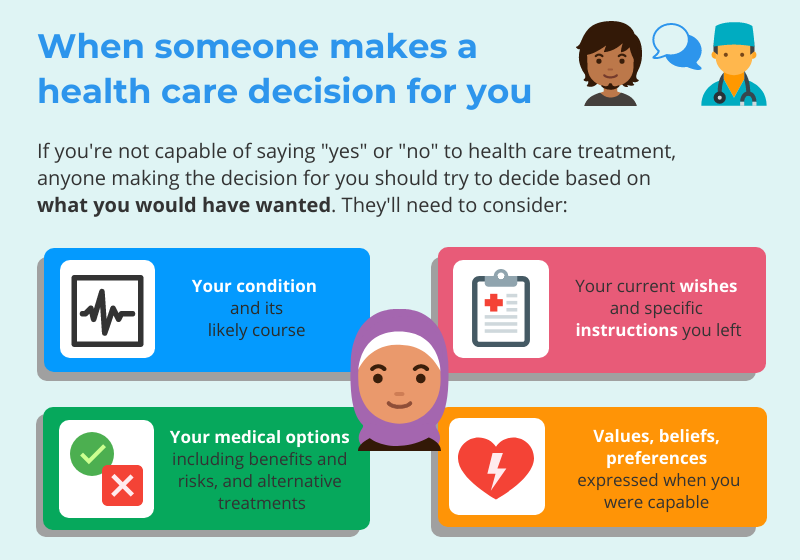 When someone makes a
health care decision for you
If you're not capable of saying "yes" or "no" to health care treatment,
anyone making the decision for you should try to decide based on
what you would have wanted. They'll need to consider:
Your condition
and its
likely course
Your current wishes
and specific
instructions you left
Your medical options
including benefits and
risks, and alternative
treatments
Values, beliefs,
preferences
expressed when you
were capable